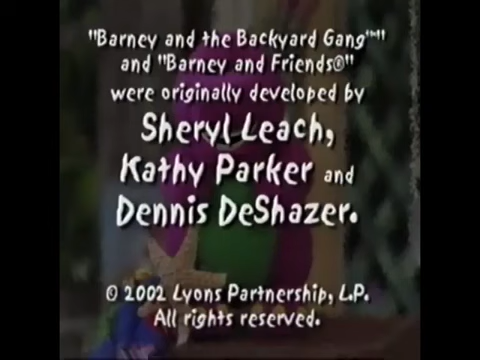 "Barney and the Backyard Gang™"
and "Barney and Friends®"
were originally developed by
Sheryl Leach,
Kathy Parker and
Dennis DeShazer.
© 2002 Lyons Partnership, L.P.
All rights reserved.